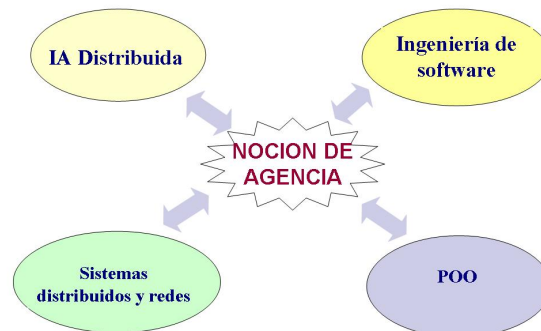 IA Distribuida
Ingeniería de
software
NOCION DE
AGENCIA
Sistemas
distribuidos y redes
POO